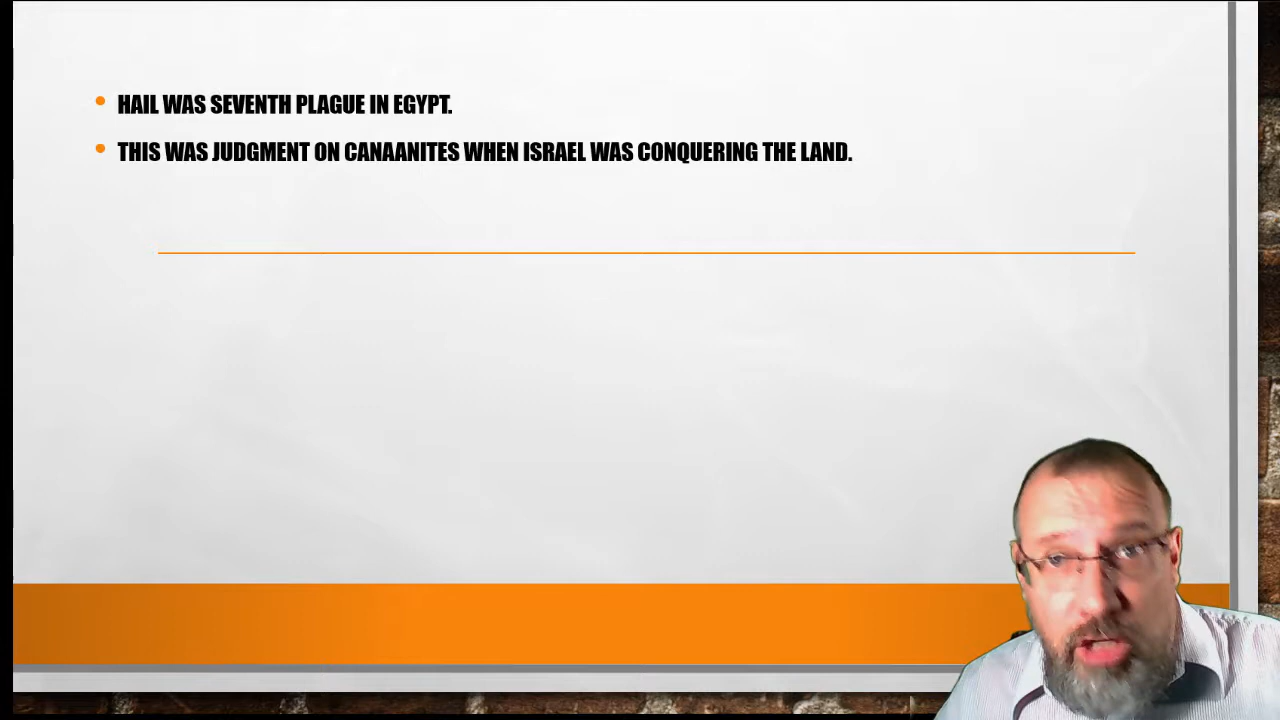 HAIL WAS SEVENTH PLAGUE IN EGYPT.
THIS WAS JUDGMENT ON CANAANITES WHEN ISRAEL WAS CONQUERING THE LAND.